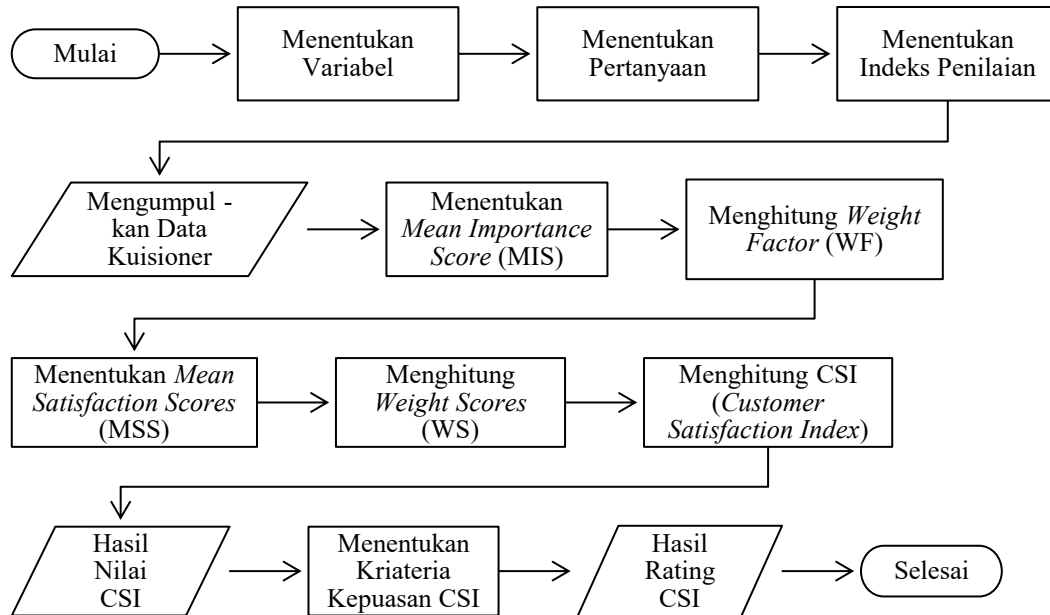 Mulai
Menentukan
Variabel
Menentukan
Pertanyaan
Menentukan
Indeks Penilaian
Mengumpul -
kan Data
Kuisioner
Menentukan
Mean Importance
Score (MIS)
Menghitung Weight
Factor (WF)
Menentukan Mean
Satisfaction Scores
(MSS)
Menghitung
Weight Scores
(WS)
Menghitung CSI
(Customer
Satisfaction Index)
Hasil
Nilai
CSI
Menentukan
Kriateria
Kepuasan CSI
Hasil
Rating
CSI
Selesai